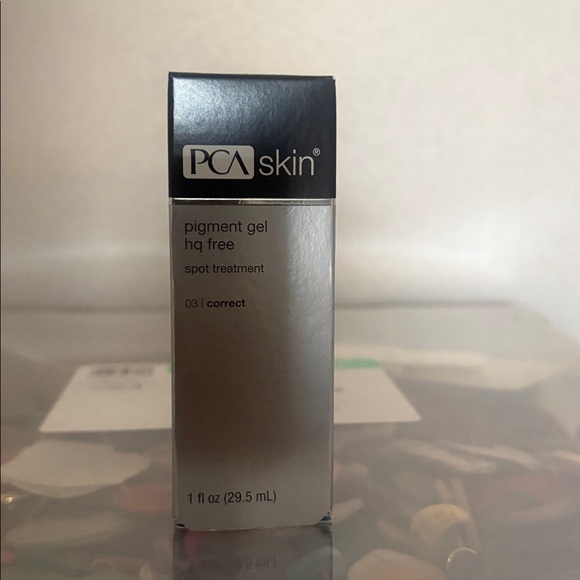 PCA skin®
pigment gel
hq free
spot treatment
03 | correct
1 fl oz (29.5 mL)